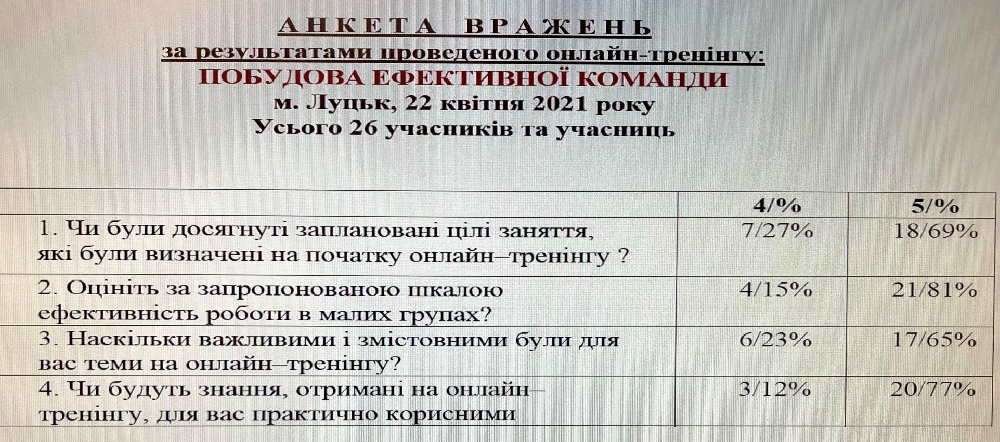 АНКЕТА ВРАЖЕНЬ
за результатами проведеного онлайн-тренінгу:
ПОБУДОВА ЕФЕКТИВНОЇ КОМАНДИ
м. Луцьк, 22 квітня 2021 року
Усього 26 учасників та учасниць
4/% 5/%
1. Чи були досягнуті заплановані цілі заняття, 7/27% 18/69%
які були визначені на початку онлайн–тренінгу ?
2. Оцініть за запропонованою шкалою 4/15% 21/81%
ефективність роботи в малих групах?
3. Наскільки важливими і змістовними були для 6/23% 17/65%
вас теми на онлайн–тренінгу?
4. Чи будуть знання, отримані на онлайн– 3/12% 20/77%
тренінгу, для вас практично корисними